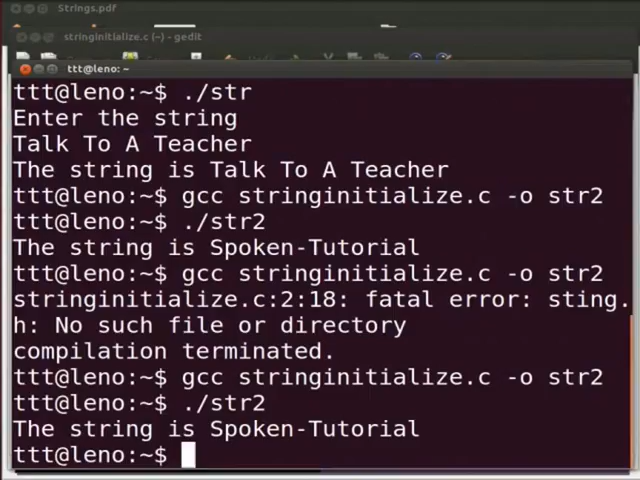 Strings.pdf
stringinitialize.c (~) - gedit
ttt@leno: ~
ttt@leno:~$ ./str
Enter the string
Talk To A Teacher
The string is Talk To A Teacher
ttt@leno:~$ gcc stringinitialize.c -o str2
ttt@leno:~$ ./str2
The string is Spoken-Tutorial
ttt@leno:~$ gcc stringinitialize.c -o str2
stringinitialize.c:2:18: fatal error: sting.
h: No such file or directory
compilation terminated.
ttt@leno:~$ gcc stringinitialize.c -o str2
ttt@leno:~$ ./str2
The string is Spoken-Tutorial
ttt@leno:~$